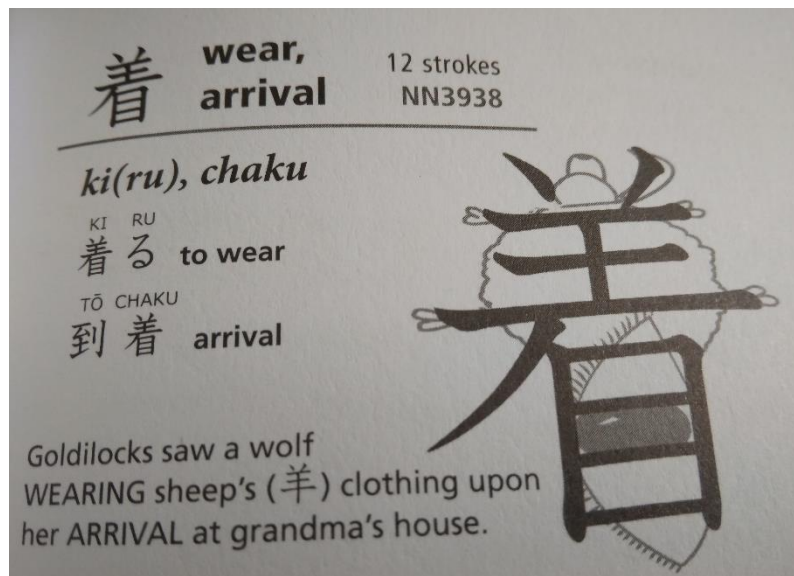 着 wear, arrival
12 strokes
NN3938
ki(ru), chaku
KI RU
着る to wear
TŌ CHAKU
到着 arrival
Goldilocks saw a wolf
WEARING sheep's (羊) clothing upon
her ARRIVAL at grandma's house.
着